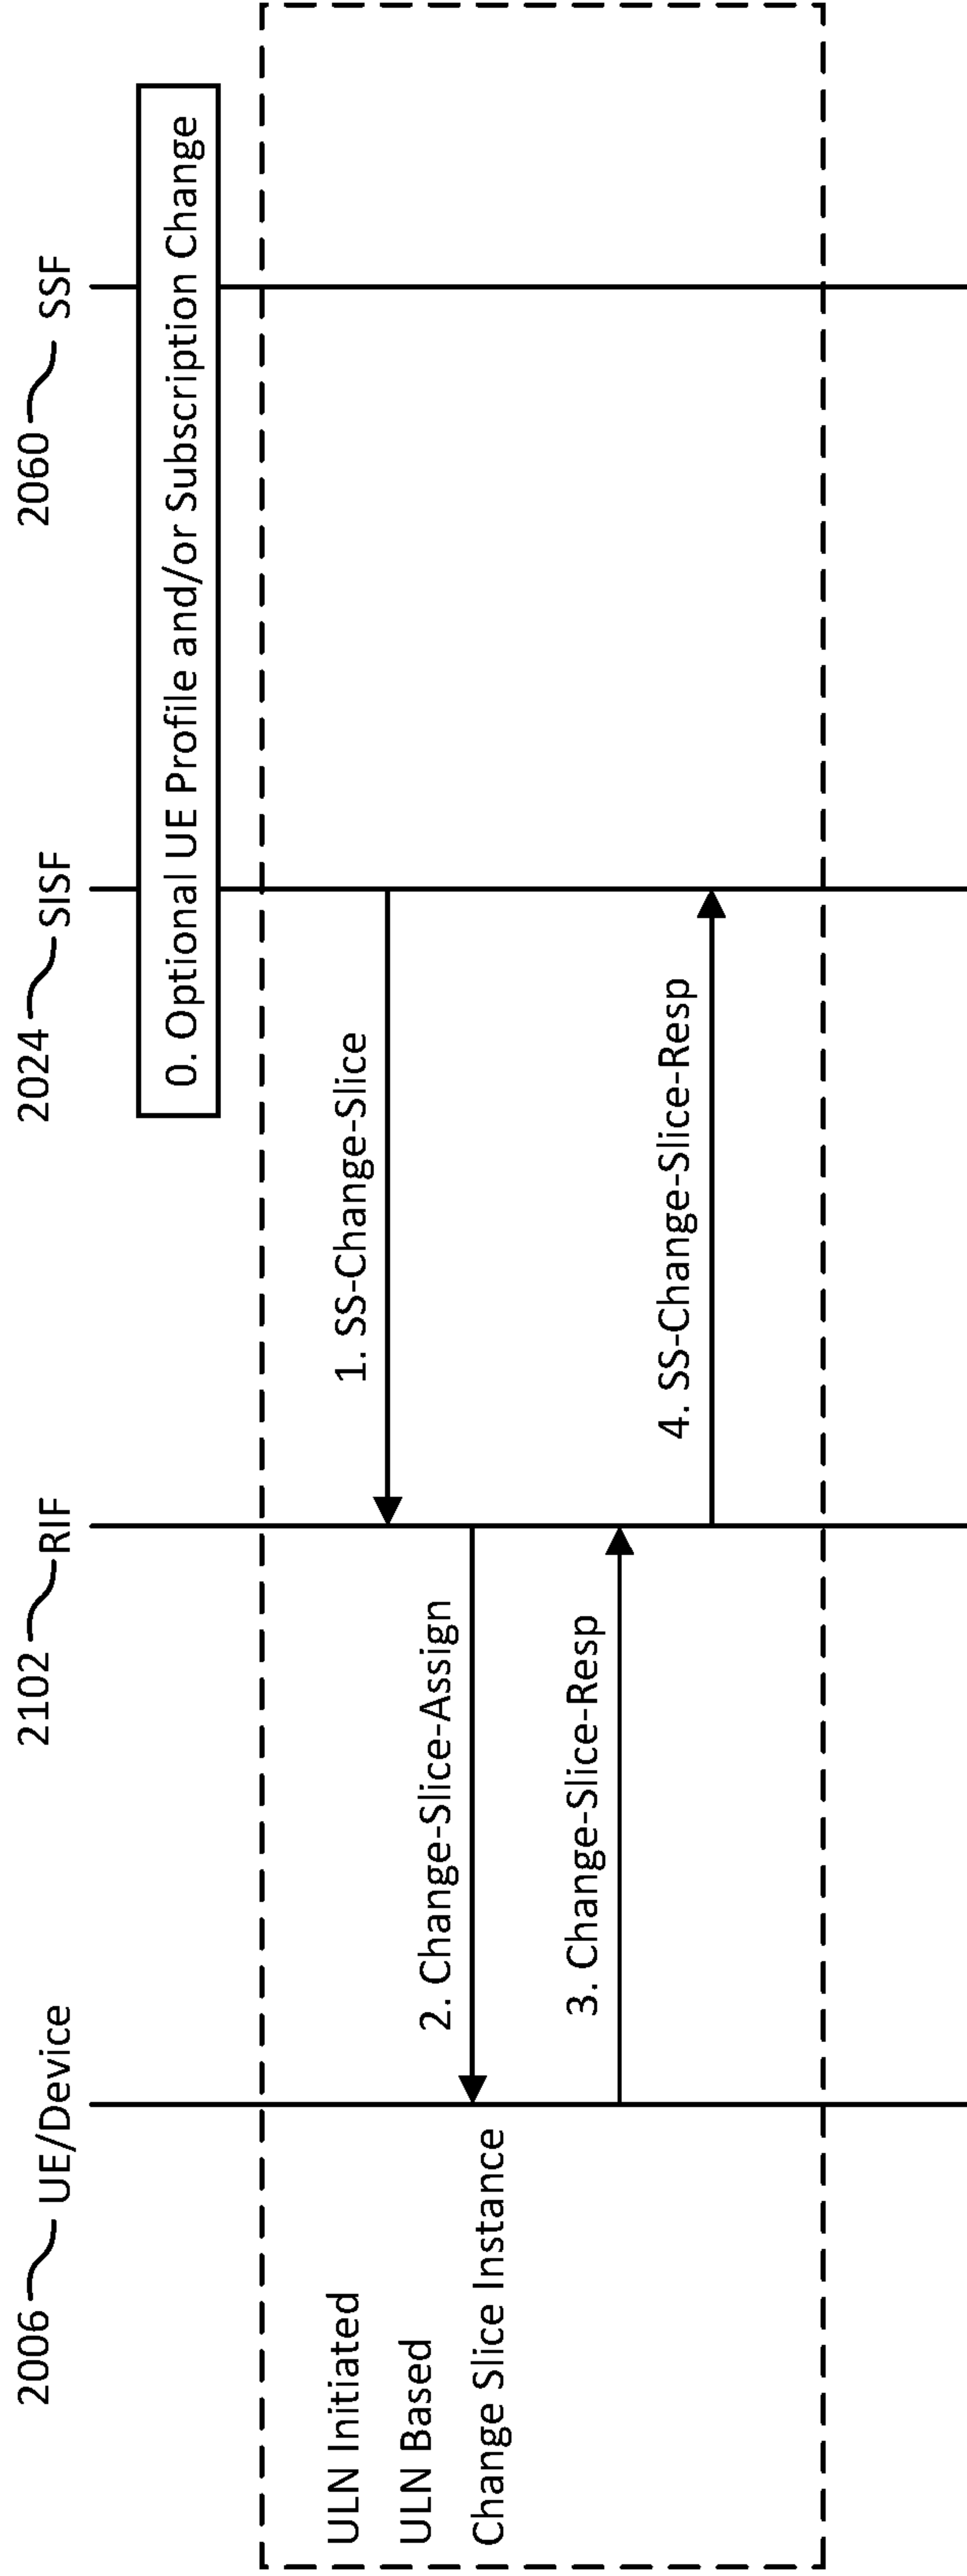 2006 UE/Device
2102 RIF
2024 SISF
2060 SSF
0. Optional UE Profile and/or Subscription Change
ULN Initiated
ULN Based
Change Slice Instance
1. SS-Change-Slice
2. Change-Slice-Assign
3. Change-Slice-Resp
4. SS-Change-Slice-Resp